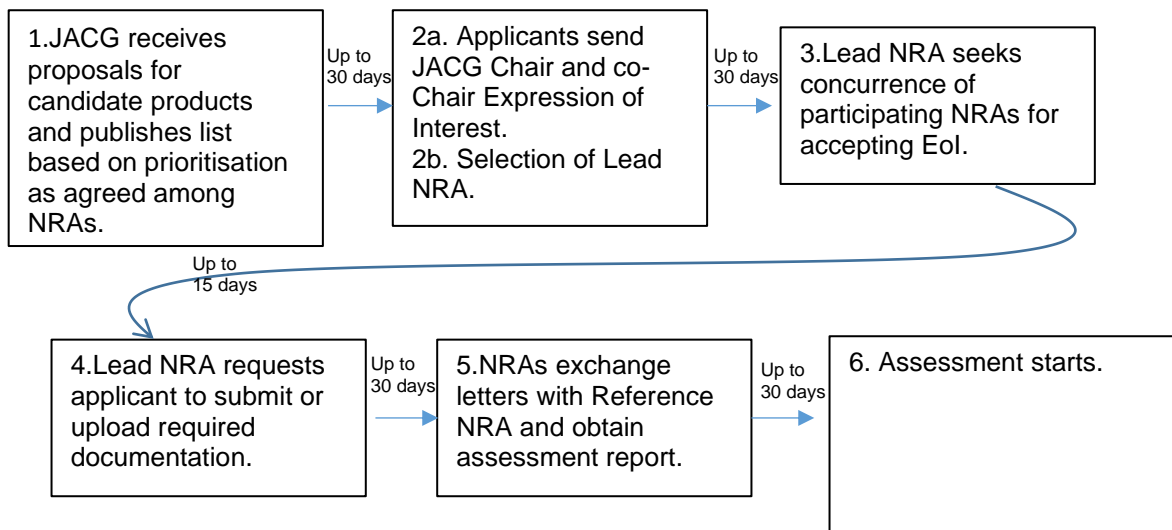 1.JACG receives
proposals for
candidate products
and publishes list
based on prioritisation
as agreed among
NRAs.
Up to
30 days
2a. Applicants send
JACG Chair and co-
Chair Expression of
Interest.
2b. Selection of Lead
NRA.
Up to
30 days
3.Lead NRA seeks
concurrence of
participating NRAs for
accepting EoI.
Up to
15 days
4.Lead NRA requests
applicant to submit or
upload required
documentation.
Up to
30 days
5.NRAs exchange
letters with Reference
NRA and obtain
assessment report.
Up to
30 days
6. Assessment starts.